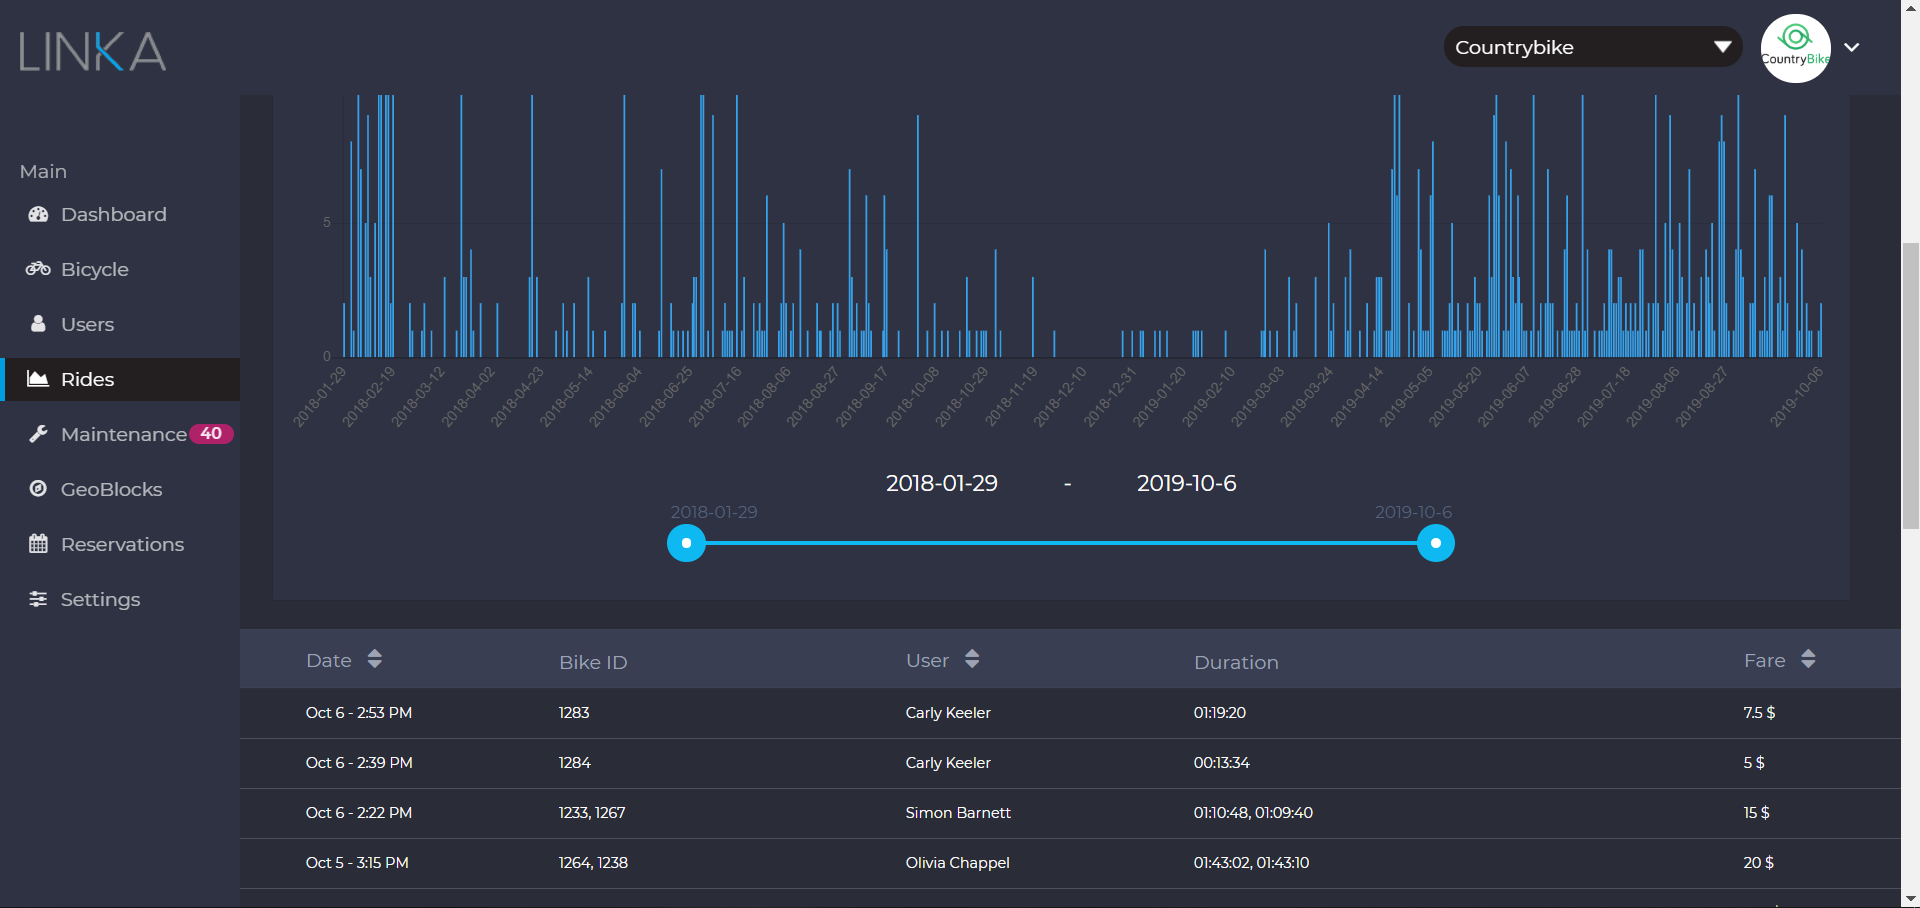 LINKA
Countrybike
CountryBike
Main
Dashboard
Bicycle
Users
Rides
Maintenance 40
GeoBlocks
Reservations
Settings
5
0
2018-01-29 2018-02-19 2018-03-12 2018-04-02 2018-04-23 2018-05-14 2018-06-04 2018-06-25 2018-07-16 2018-08-06 2018-08-27 2018-09-17 2018-10-08 2018-10-29 2018-11-19 2018-12-10 2018-12-31 2019-01-20 2019-02-10 2019-03-03 2019-03-24 2019-04-14 2019-05-05 2019-05-20 2019-06-07 2019-06-28 2019-07-18 2019-08-06 2019-08-27 2019-10-06
2018-01-29 - 2019-10-6
2018-01-29 2019-10-6
Date Bike ID User Duration Fare
Oct 6 - 2:53 PM 1283 Carly Keeler 01:19:20 7.5 $
Oct 6 - 2:39 PM 1284 Carly Keeler 00:13:34 5 $
Oct 6 - 2:22 PM 1233, 1267 Simon Barnett 01:10:48, 01:09:40 15 $
Oct 5 - 3:15 PM 1264, 1238 Olivia Chappel 01:43:02, 01:43:10 20 $